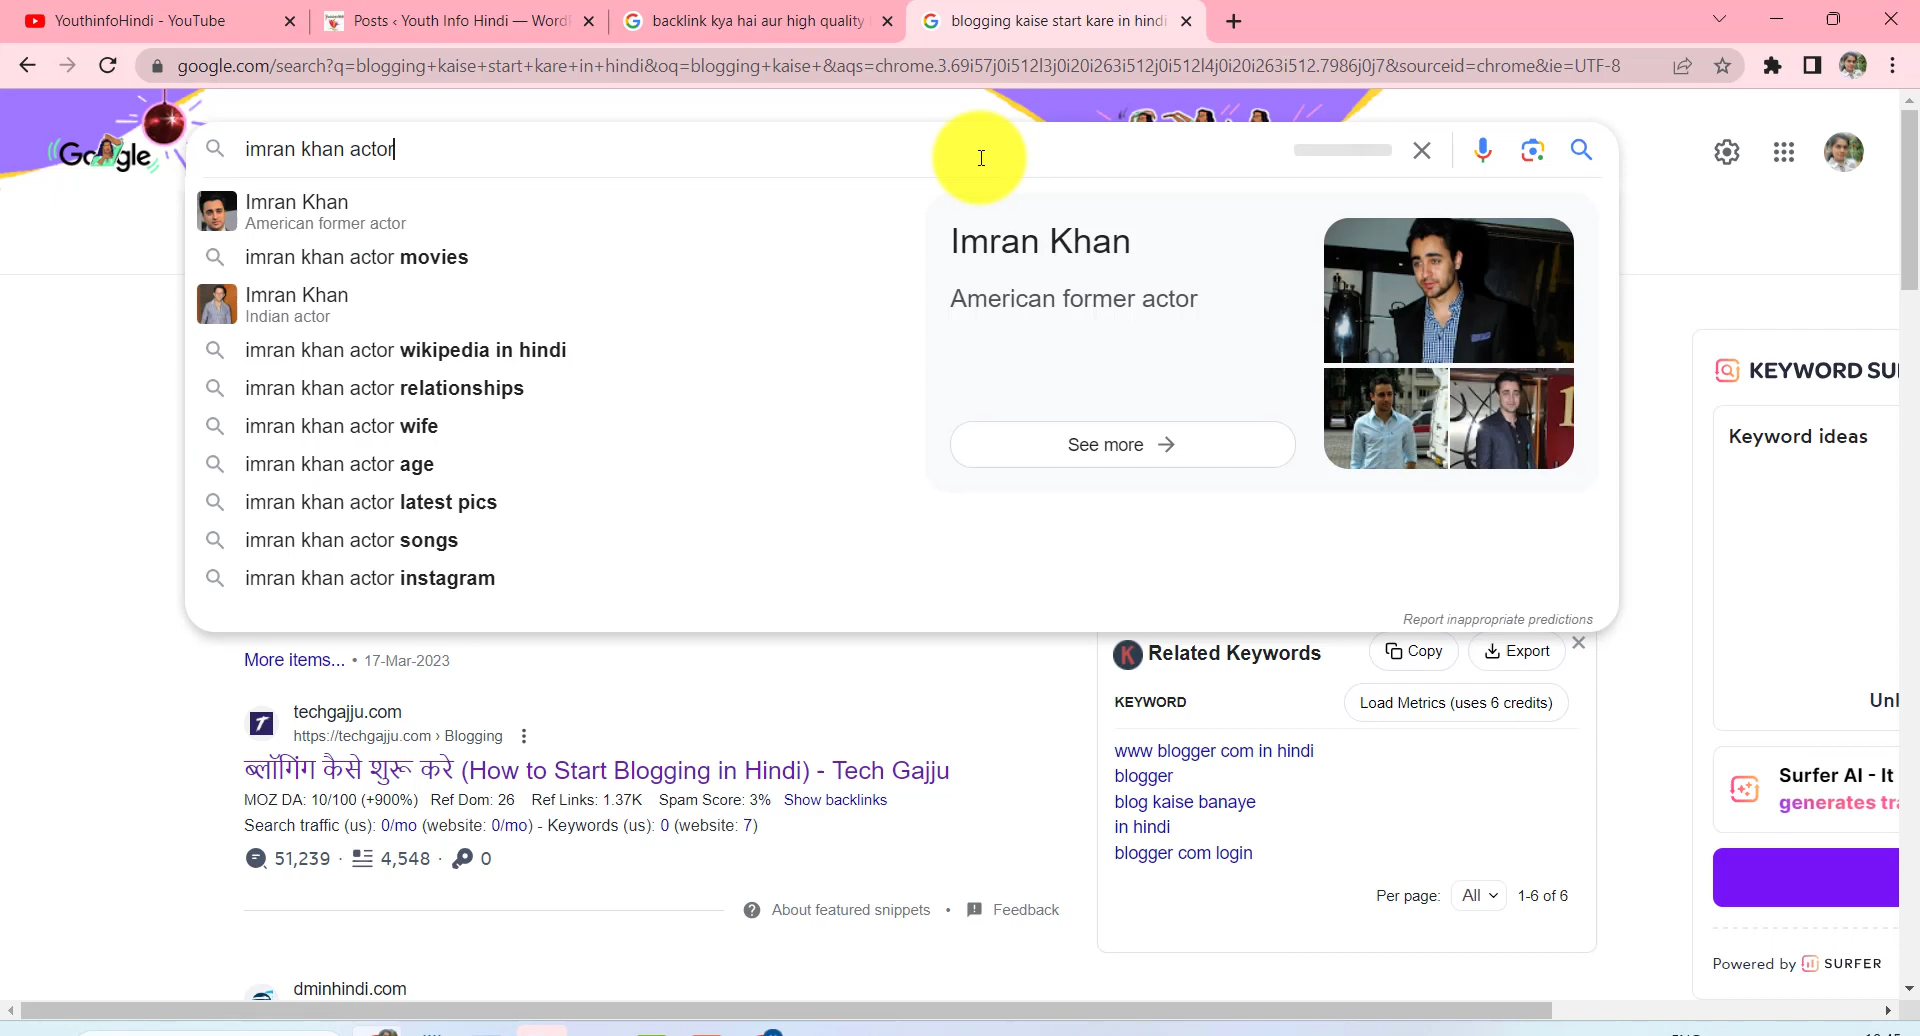 YouthinfoHindi - YouTube
Posts ‹ Youth Info Hindi — Word
backlink kya hai aur high quality
blogging kaise start kare in hindi
google.com/search?q=blogging+kaise+start+kare+in+hindi&oq=blogging+kaise+&aqs=chrome.3.69i57j0i512l3j0i20i263i512j0i512l4j0i20i263i512.7986j0j7&sourceid=chrome&ie=UTF-8
Google
imran khan actor
Imran Khan
American former actor
imran khan actor movies
Imran Khan
Indian actor
imran khan actor wikipedia in hindi
imran khan actor relationships
imran khan actor wife
imran khan actor age
imran khan actor latest pics
imran khan actor songs
imran khan actor instagram
Imran Khan
American former actor
See more
Report inappropriate predictions
More items... • 17-Mar-2023
techgajju.com
https://techgajju.com › Blogging
ब्लॉगिंग कैसे शुरू करे (How to Start Blogging in Hindi) - Tech Gajju
MOZ DA: 10/100 (+900%) Ref Dom: 26 Ref Links: 1.37K Spam Score: 3% Show backlinks
Search traffic (us): 0/mo (website: 0/mo) - Keywords (us): 0 (website: 7)
51,239 · 4,548 · 0
About featured snippets • Feedback
dminhindi.com
Related Keywords
Copy
Export
KEYWORD
Load Metrics (uses 6 credits)
www blogger com in hindi
blogger
blog kaise banaye
in hindi
blogger com login
Per page: All 1-6 of 6
KEYWORD SU
Keyword ideas
Unl
Surfer AI - It
generates tra
Powered by SURFER